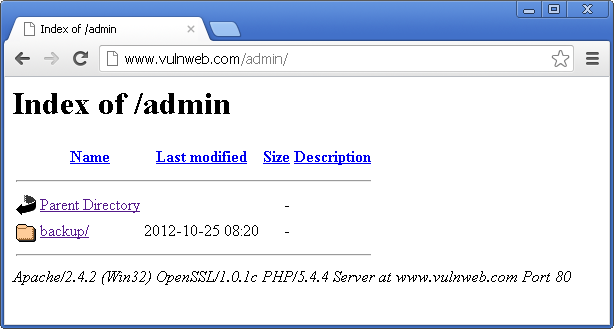 Index of /admin
www.vulnweb.com/admin/
Index of /admin
Name Last modified Size Description
Parent Directory -
backup/ 2012-10-25 08:20 -
Apache/2.4.2 (Win32) OpenSSL/1.0.1c PHP/5.4.4 Server at www.vulnweb.com Port 80